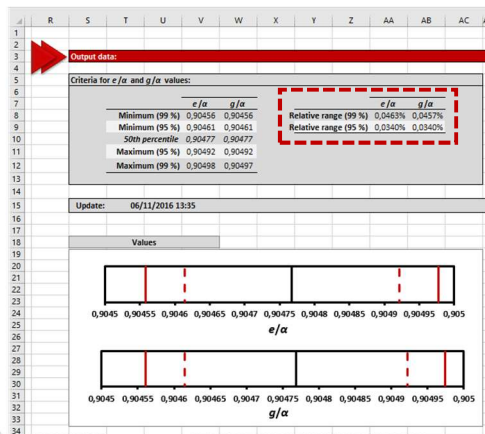 R S T U V W X Y Z AA AB AC
1
2
3 Output data:
4
5 Criteria for e/α and g/α values:
6
7 e/α g/α e/α g/α
8 Minimum (99 %) 0,90456 0,90456 Relative range (99 %) 0,0463% 0,0457%
9 Minimum (95 %) 0,90461 0,90461 Relative range (95 %) 0,0340% 0,0340%
10 50th percentile 0,90477 0,90477
11 Maximum (95 %) 0,90492 0,90492
12 Maximum (99 %) 0,90498 0,90497
13
14
15 Update: 06/11/2016 13:35
16
17
18 Values
19
20
21
22
23
24 0,9045 0,90455 0,9046 0,90465 0,9047 0,90475 0,9048 0,90485 0,9049 0,90495 0,905
25 e/α
26
27
28
29
30
31 0,9045 0,90455 0,9046 0,90465 0,9047 0,90475 0,9048 0,90485 0,9049 0,90495 0,905
32
33 g/α
34